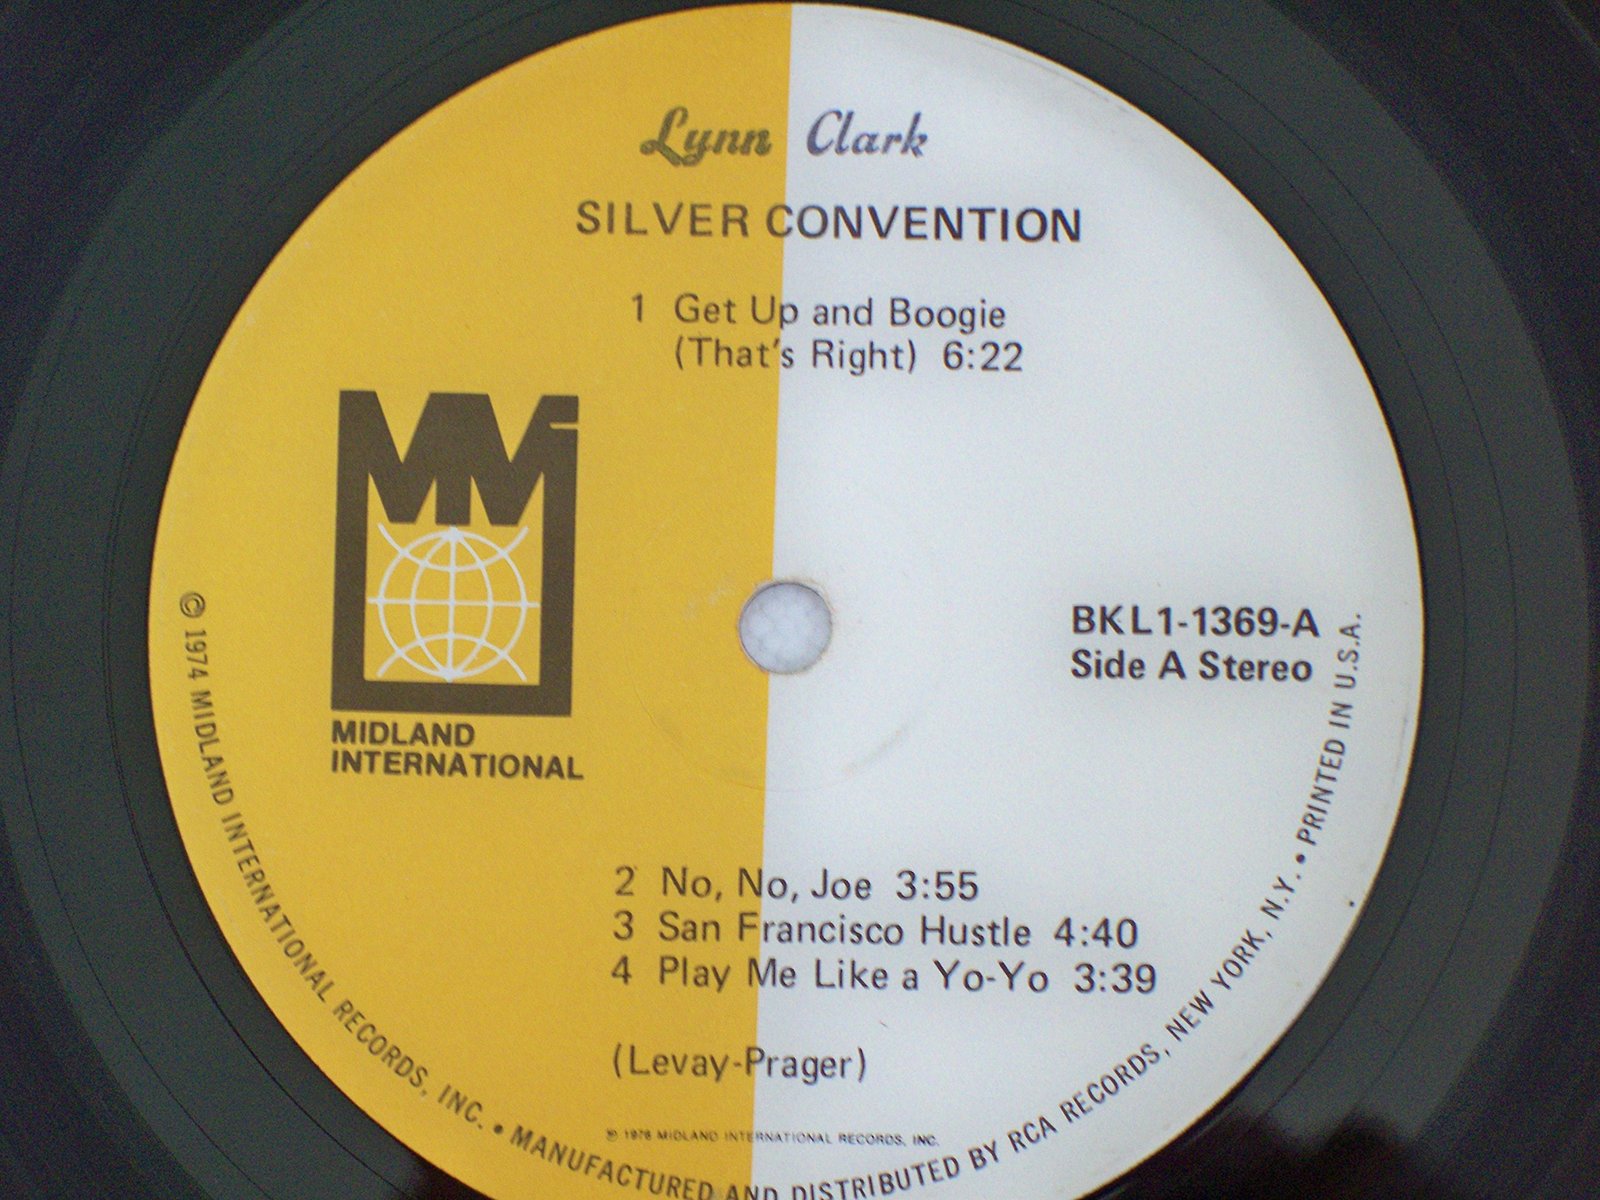 Lynn Clark
SILVER CONVENTION
1 Get Up and Boogie
(That's Right) 6:22
MIDLAND
INTERNATIONAL
BKL1-1369-A
Side A Stereo
2 No, No, Joe 3:55
3 San Francisco Hustle 4:40
4 Play Me Like a Yo-Yo 3:39
(Levay-Prager)
℗ 1976 MIDLAND INTERNATIONAL RECORDS, INC.
© 1974 MIDLAND INTERNATIONAL RECORDS, INC. • MANUFACTURED AND DISTRIBUTED BY RCA RECORDS, NEW YORK, N.Y. • PRINTED IN U.S.A.